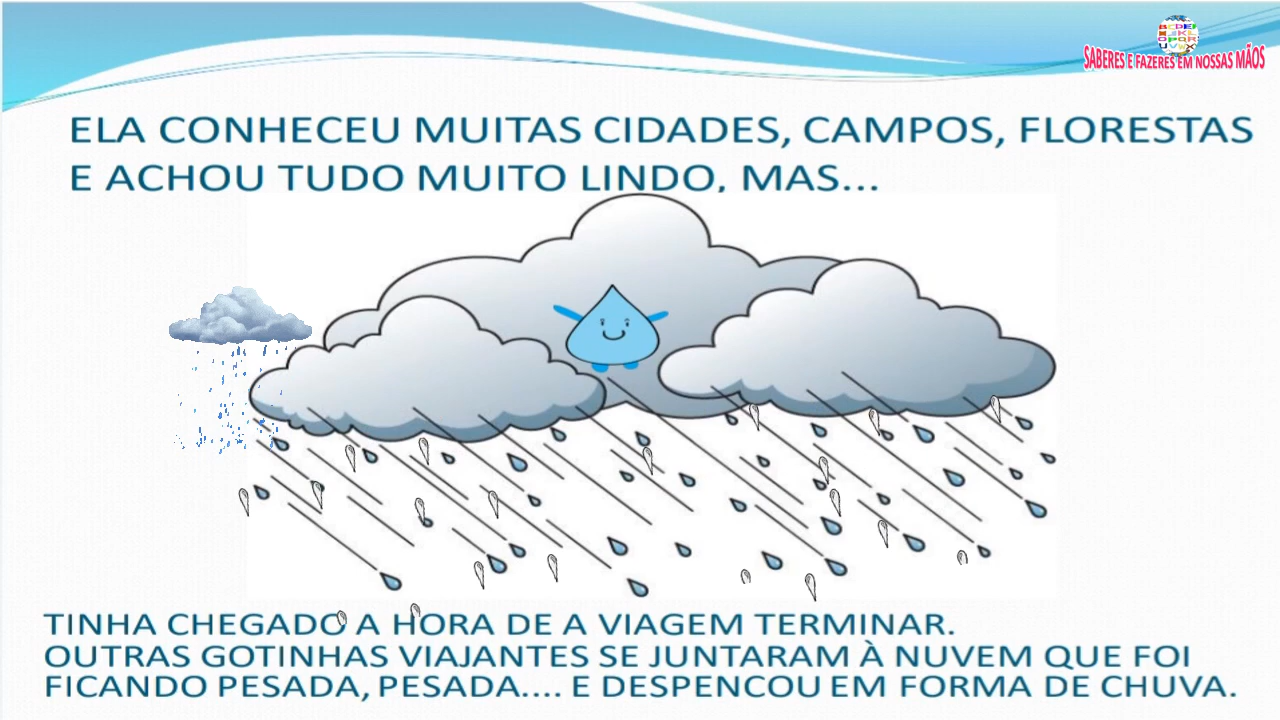 SABERES E FAZERES EM NOSSAS MÃOS
ELA CONHECEU MUITAS CIDADES, CAMPOS, FLORESTAS
E ACHOU TUDO MUITO LINDO, MAS...
TINHA CHEGADO A HORA DE A VIAGEM TERMINAR.
OUTRAS GOTINHAS VIAJANTES SE JUNTARAM À NUVEM QUE FOI
FICANDO PESADA, PESADA.... E DESPENCOU EM FORMA DE CHUVA.